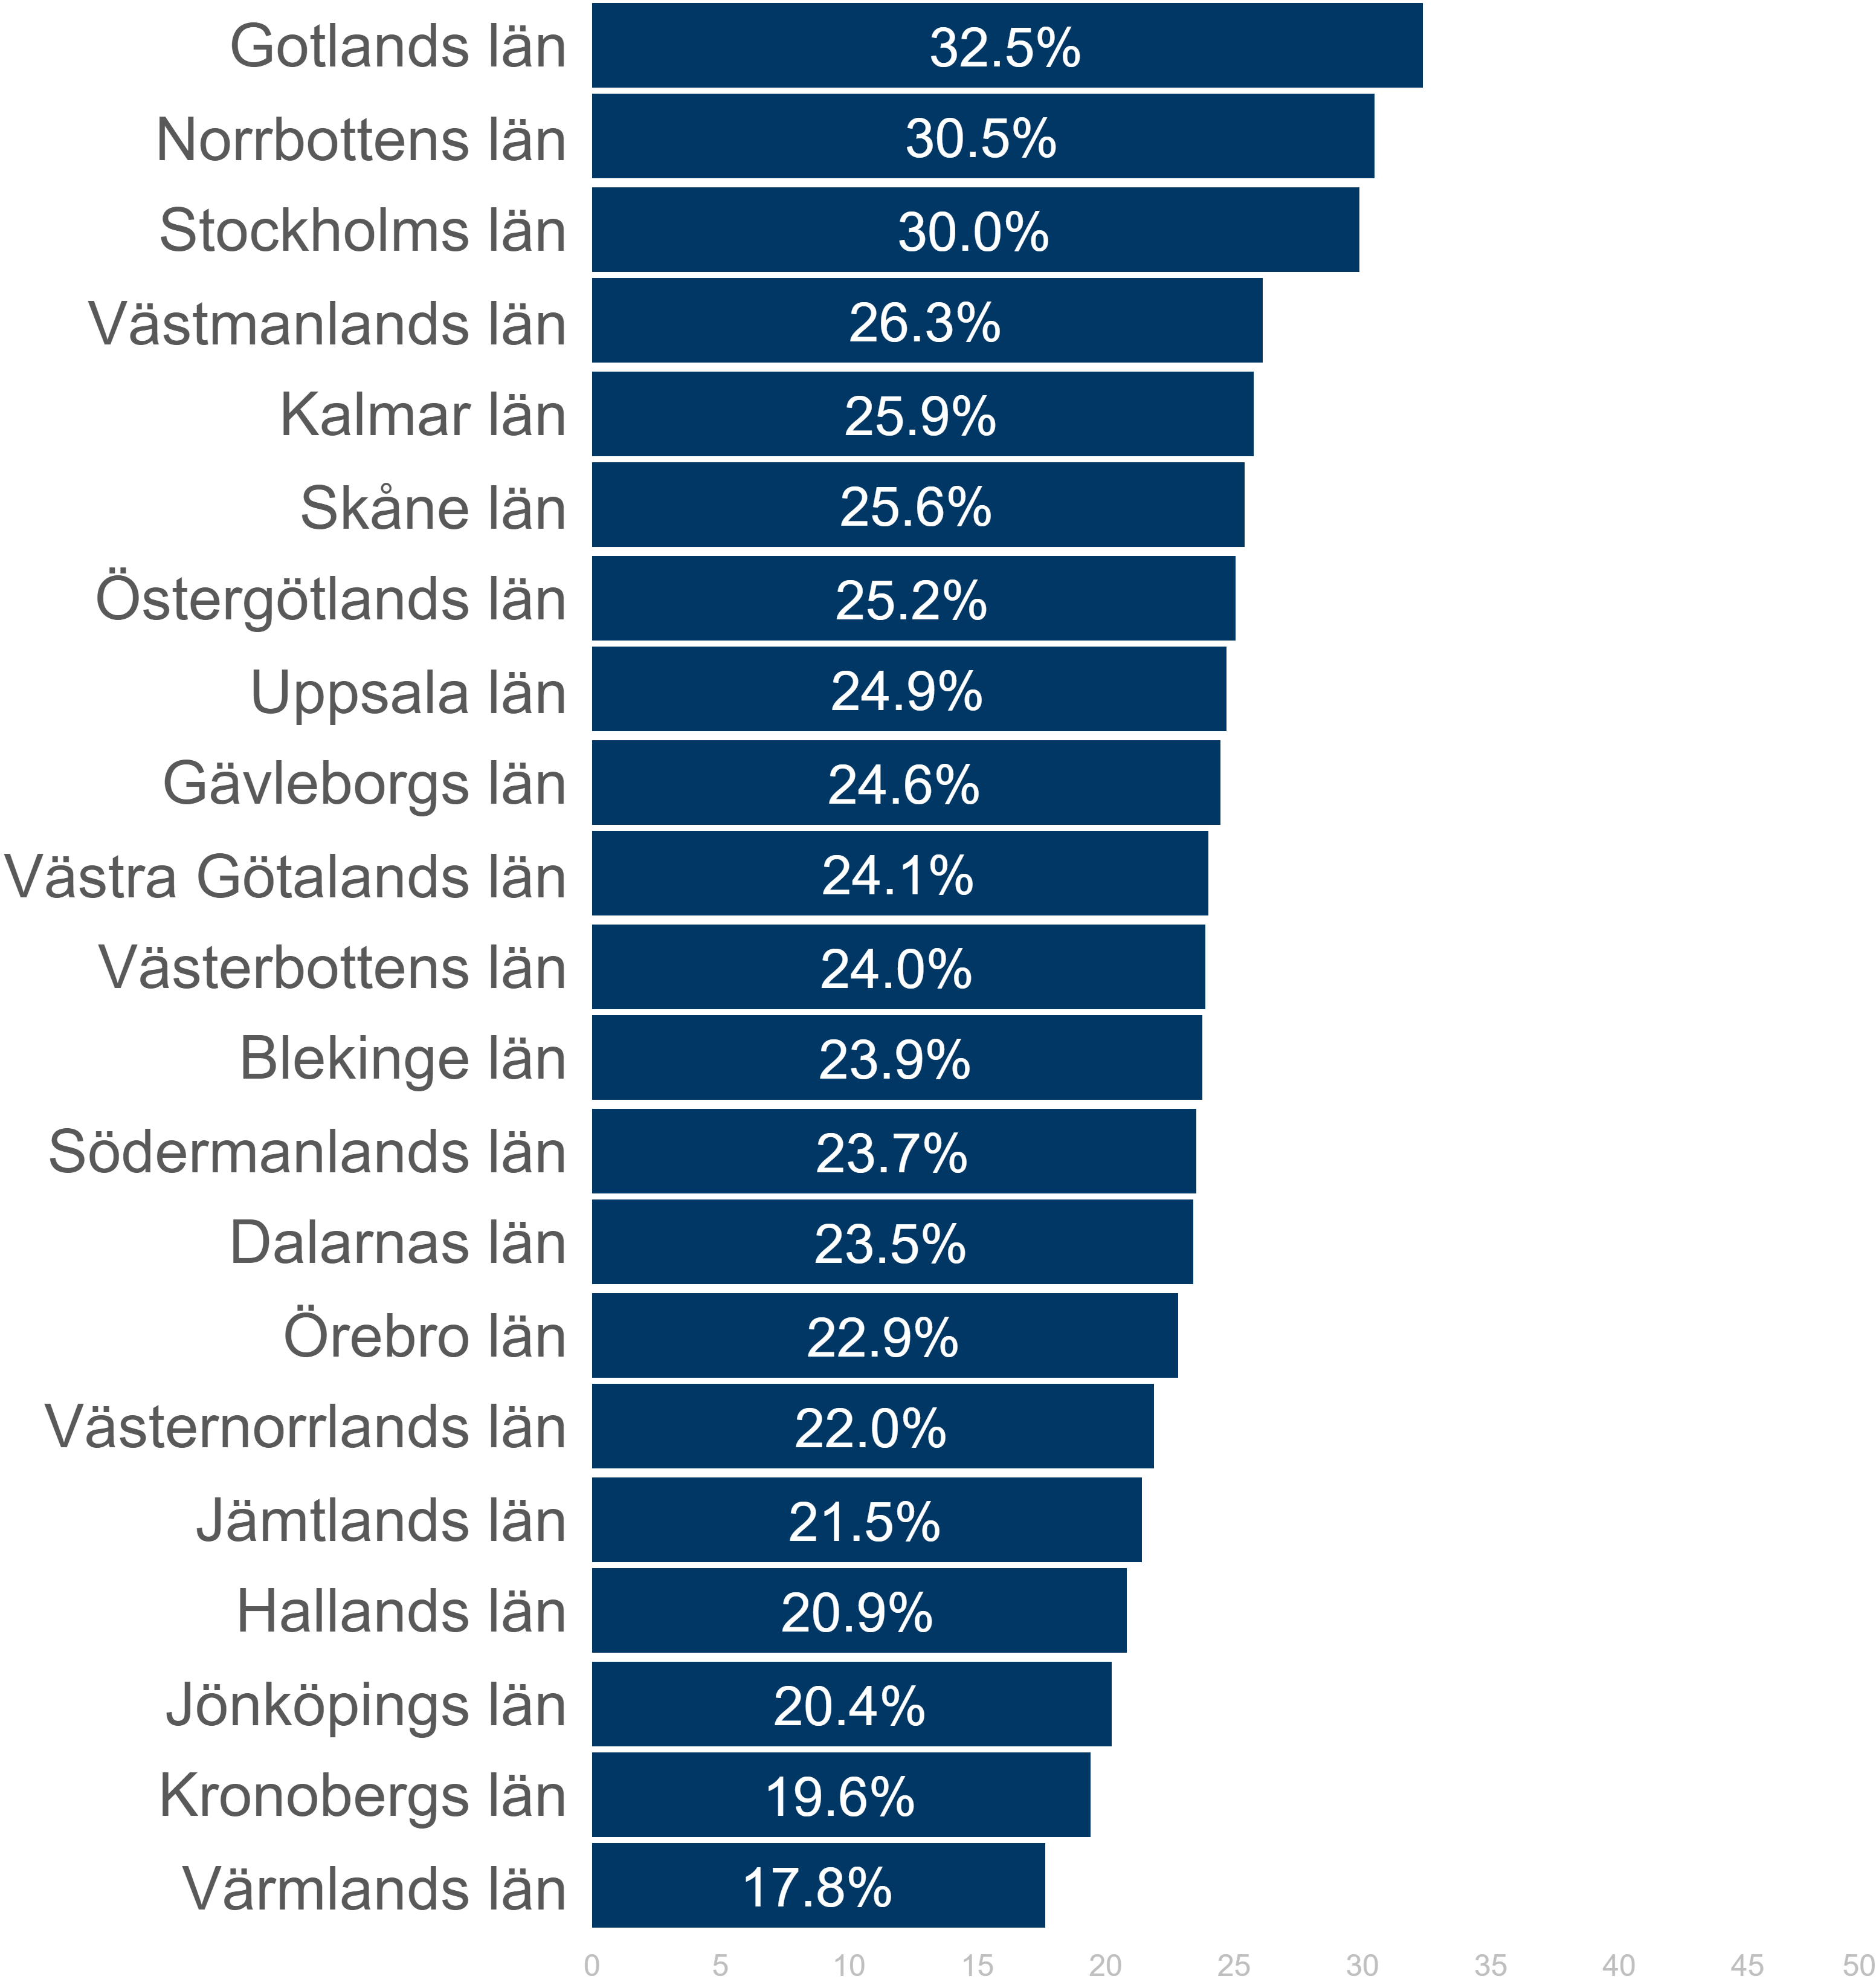 Gotlands län 32.5%
Norrbottens län 30.5%
Stockholms län 30.0%
Västmanlands län 26.3%
Kalmar län 25.9%
Skåne län 25.6%
Östergötlands län 25.2%
Uppsala län 24.9%
Gävleborgs län 24.6%
Västra Götalands län 24.1%
Västerbottens län 24.0%
Blekinge län 23.9%
Södermanlands län 23.7%
Dalarnas län 23.5%
Örebro län 22.9%
Västernorrlands län 22.0%
Jämtlands län 21.5%
Hallands län 20.9%
Jönköpings län 20.4%
Kronobergs län 19.6%
Värmlands län 17.8%
0 5 10 15 20 25 30 35 40 45 50